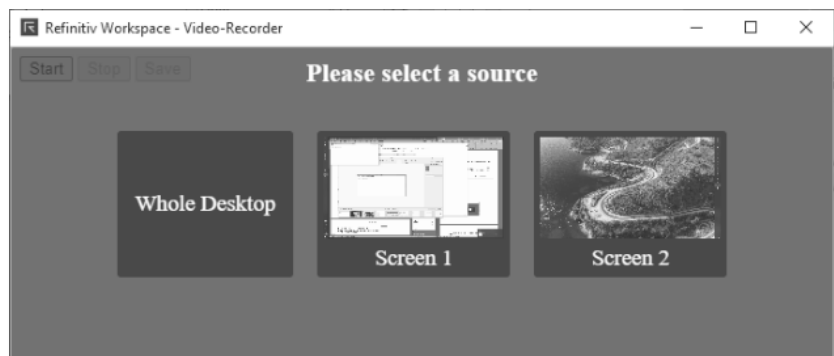 Refinitiv Workspace - Video-Recorder
Start Stop Save
Please select a source
Whole Desktop
Screen 1
Screen 2